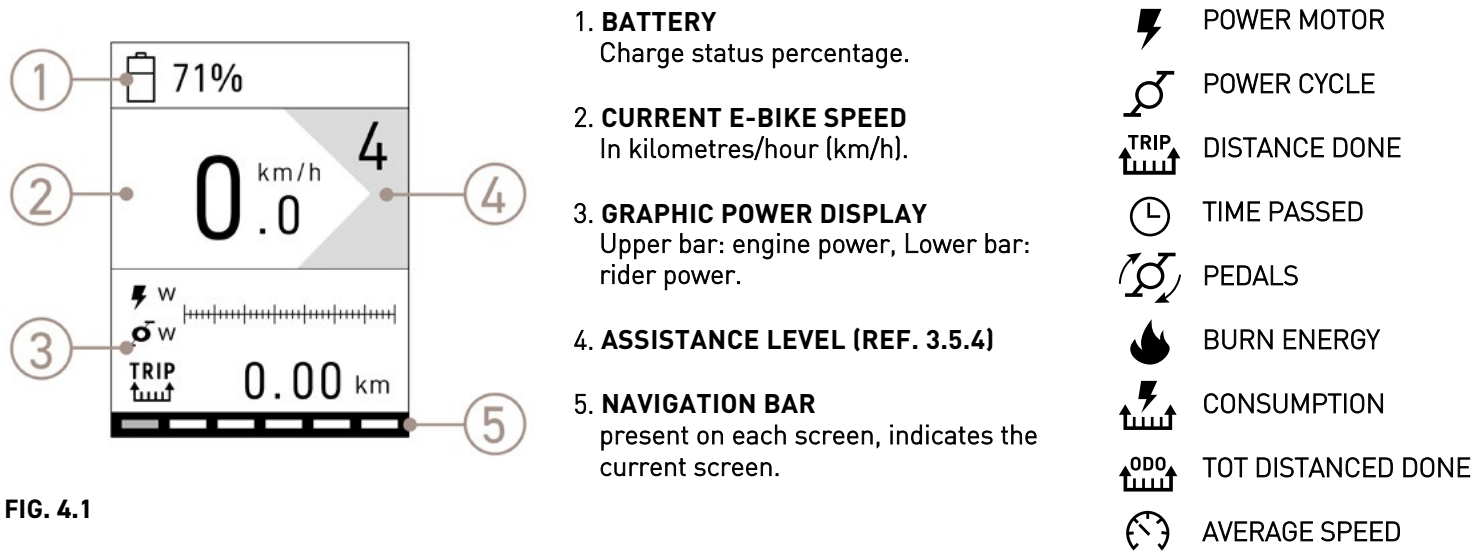 1
71%
4
2
0.0
km/h
4
W
W
3
TRIP
0.00 km
5
FIG. 4.1
1. BATTERY
Charge status percentage.
2. CURRENT E-BIKE SPEED
In kilometres/hour (km/h).
3. GRAPHIC POWER DISPLAY
Upper bar: engine power, Lower bar:
rider power.
4. ASSISTANCE LEVEL (REF. 3.5.4)
5. NAVIGATION BAR
present on each screen, indicates the
current screen.
POWER MOTOR
POWER CYCLE
TRIP DISTANCE DONE
TIME PASSED
PEDALS
BURN ENERGY
CONSUMPTION
ODO TOT DISTANCED DONE
AVERAGE SPEED